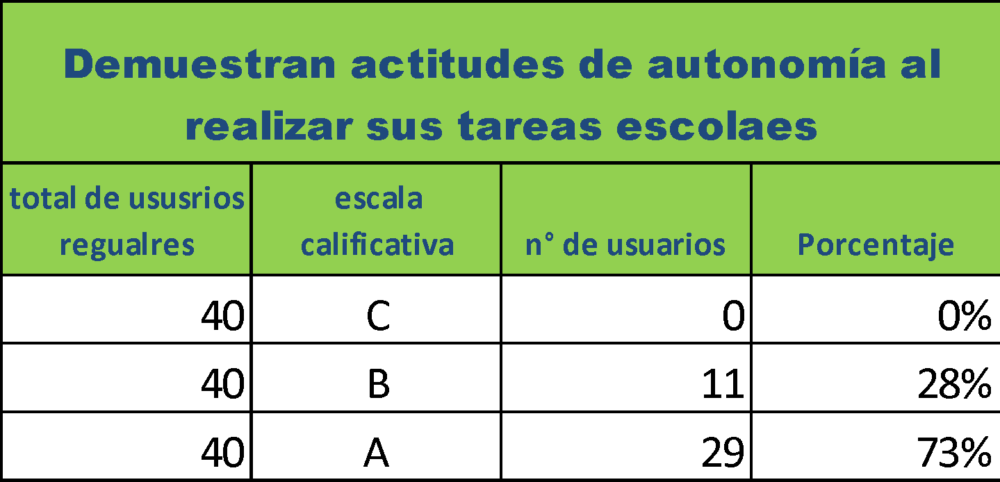 Demuestran actitudes de autonomía al
realizar sus tareas escolaes
total de ususrios
regualres
escala
calificativa
n° de usuarios
Porcentaje
40 C 0 0%
40 B 11 28%
40 A 29 73%